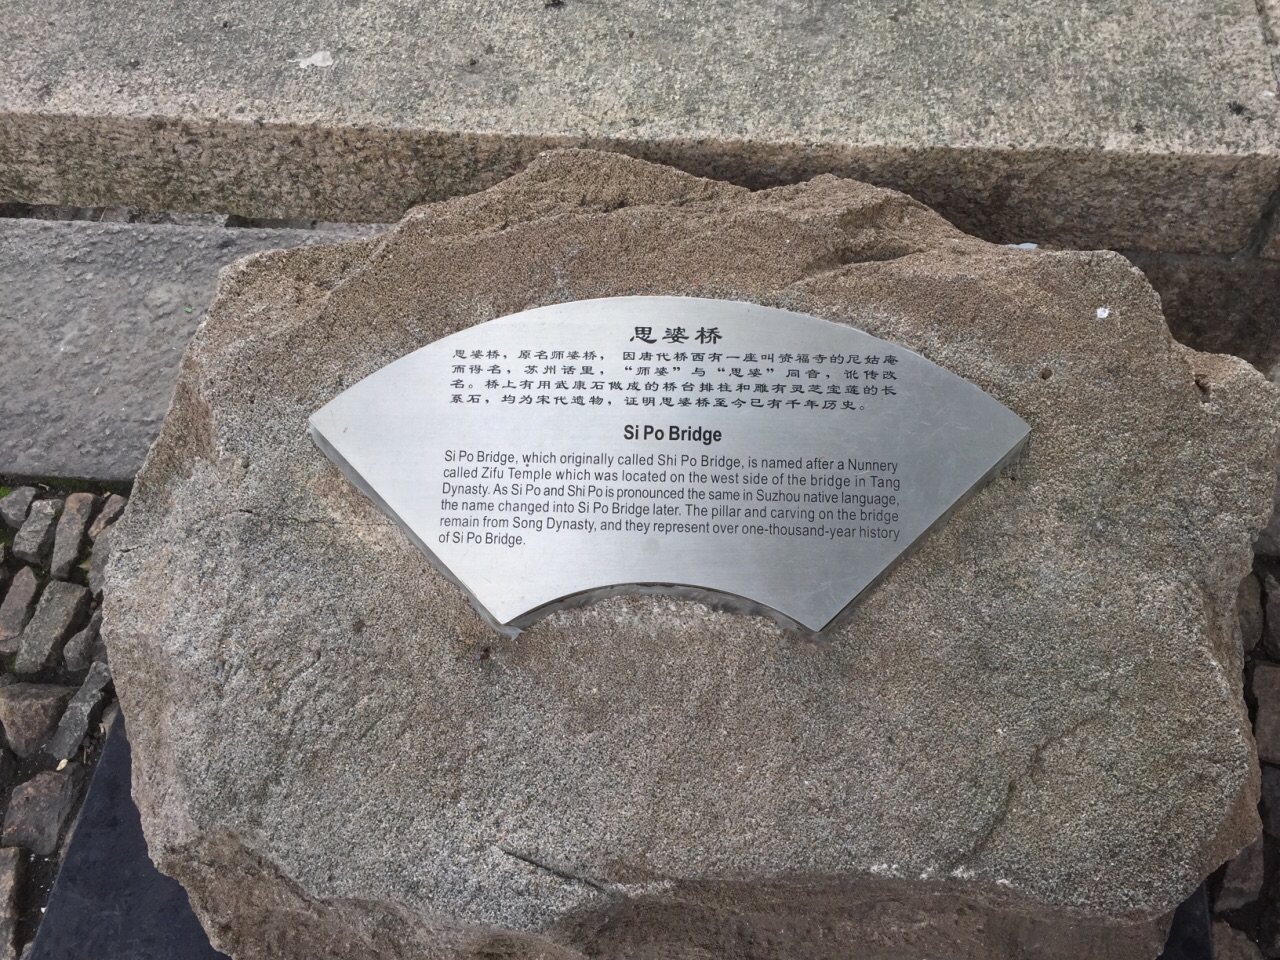 思婆桥
思婆桥，原名师婆桥，因唐代桥西有一座叫资福寺的尼姑庵
而得名，苏州话里，“师婆”与“思婆”同音，讹传改
名。桥上有用武康石做成的桥台排柱和雕有灵芝宝莲的长
系石，均为宋代遗物，证明思婆桥至今已有千年历史。
Si Po Bridge
Si Po Bridge, which originally called Shi Po Bridge, is named after a Nunnery
called Zifu Temple which was located on the west side of the bridge in Tang
Dynasty. As Si Po and Shi Po is pronounced the same in Suzhou native language,
the name changed into Si Po Bridge later. The pillar and carving on the bridge
remain from Song Dynasty, and they represent over one-thousand-year history
of Si Po Bridge.